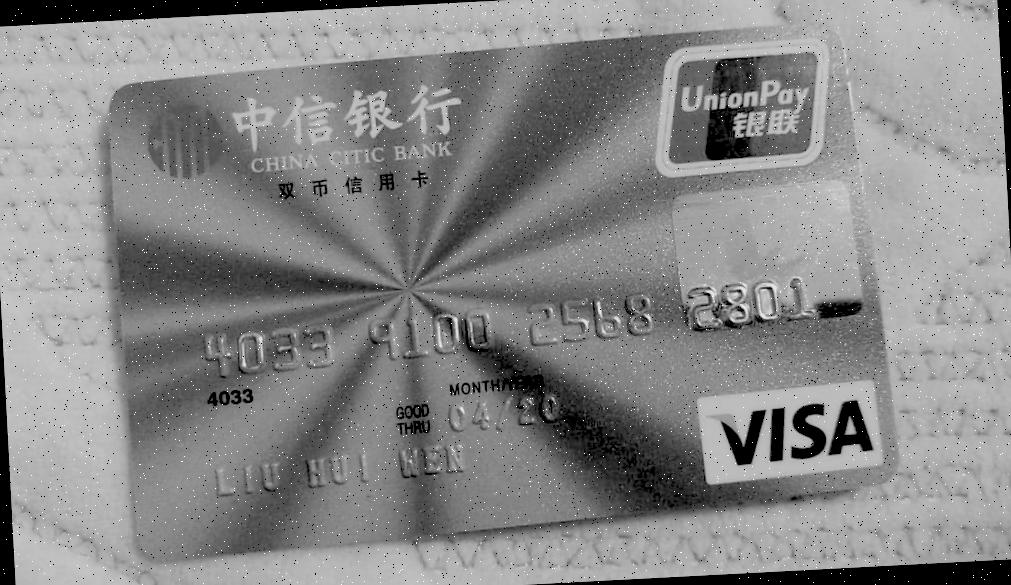 中信银行
CHINA CITIC BANK
双币信用卡
UnionPay
银联
4033 9100 2568 2801
4033
MONTH/YEAR
GOOD THRU 04/20
VISA
LIU HUI WEN